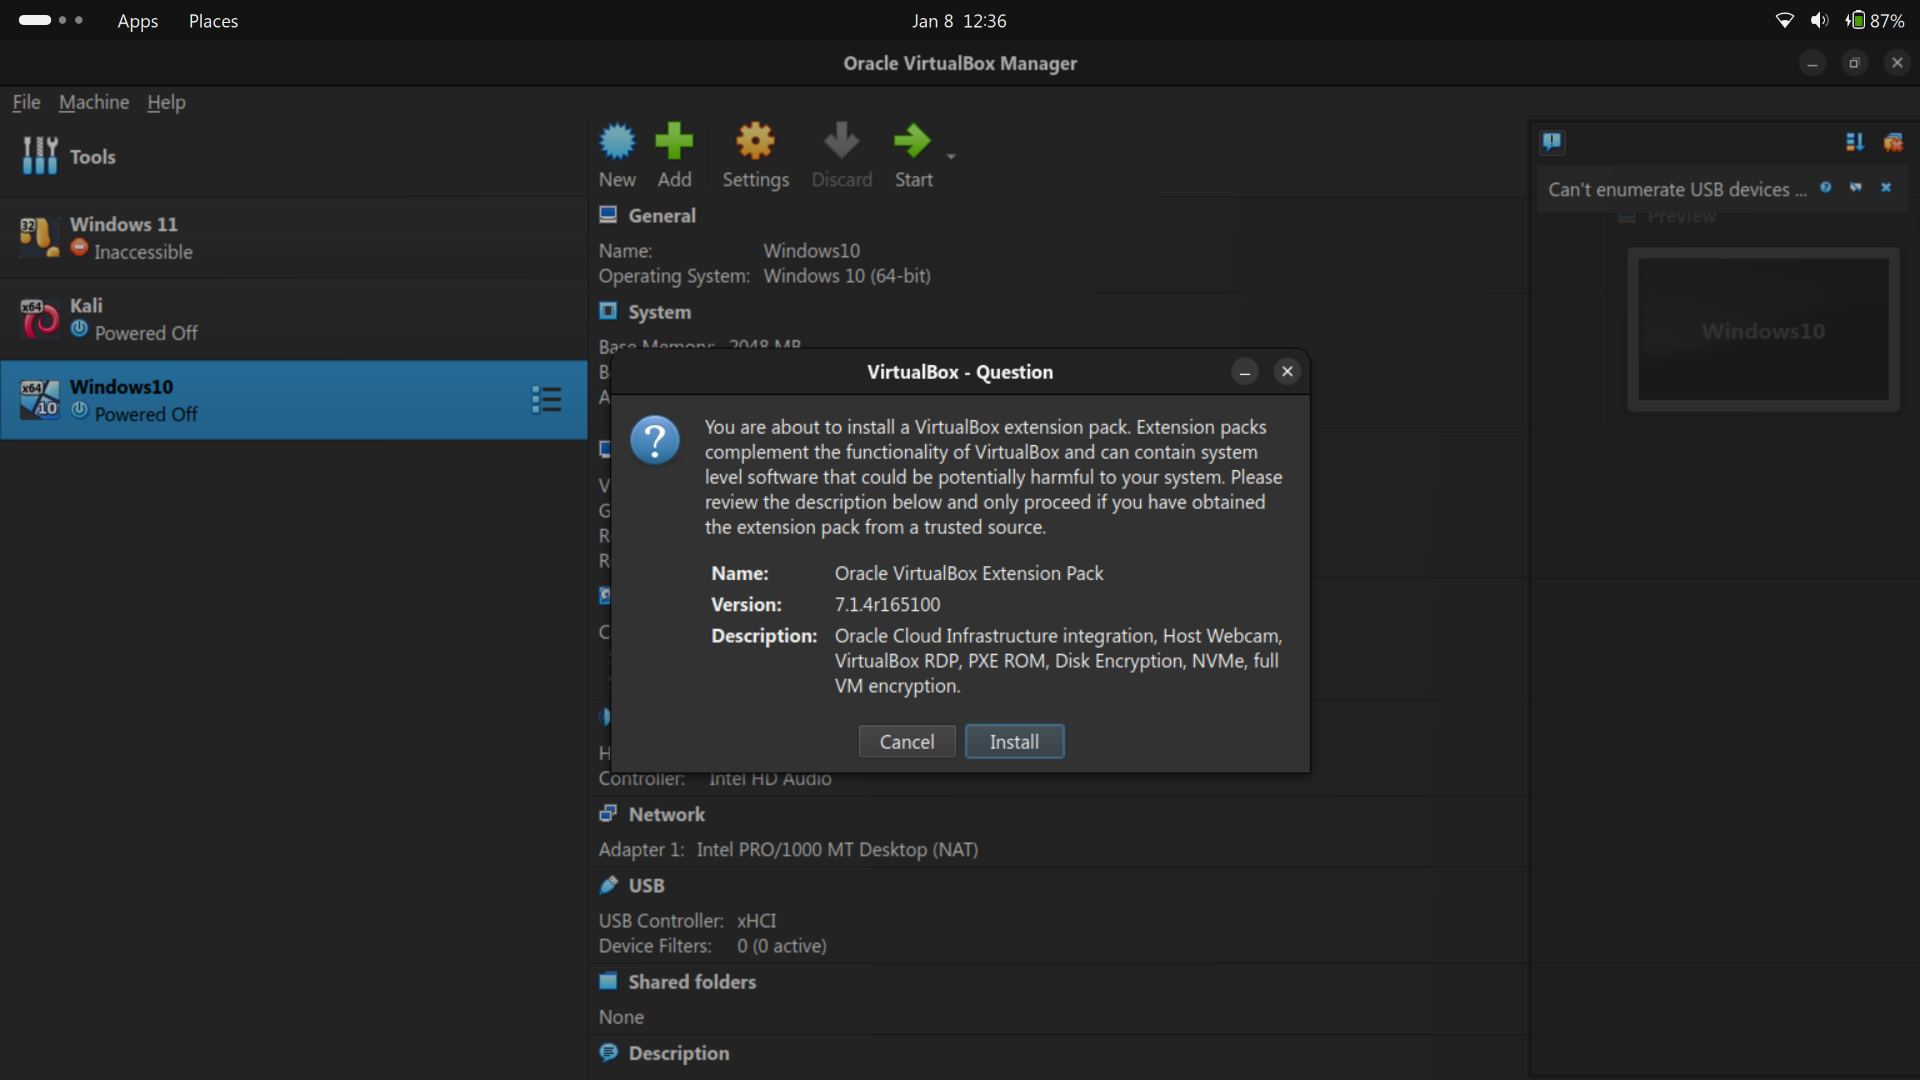 Apps Places
Jan 8 12:36
87%
Oracle VirtualBox Manager
File Machine Help
Tools
32
Windows 11
Inaccessible
x64
Kali
Powered Off
x64
10
Windows10
Powered Off
New Add Settings Discard Start
General
Name: Windows10
Operating System: Windows 10 (64-bit)
System
Base Memory: 2048 MB
Can't enumerate USB devices ...
Preview
Windows10
VirtualBox - Question
You are about to install a VirtualBox extension pack. Extension packs
complement the functionality of VirtualBox and can contain system
level software that could be potentially harmful to your system. Please
review the description below and only proceed if you have obtained
the extension pack from a trusted source.
Name: Oracle VirtualBox Extension Pack
Version: 7.1.4r165100
Description: Oracle Cloud Infrastructure integration, Host Webcam,
VirtualBox RDP, PXE ROM, Disk Encryption, NVMe, full
VM encryption.
Cancel Install
Controller: Intel HD Audio
Network
Adapter 1: Intel PRO/1000 MT Desktop (NAT)
USB
USB Controller: xHCI
Device Filters: 0 (0 active)
Shared folders
None
Description